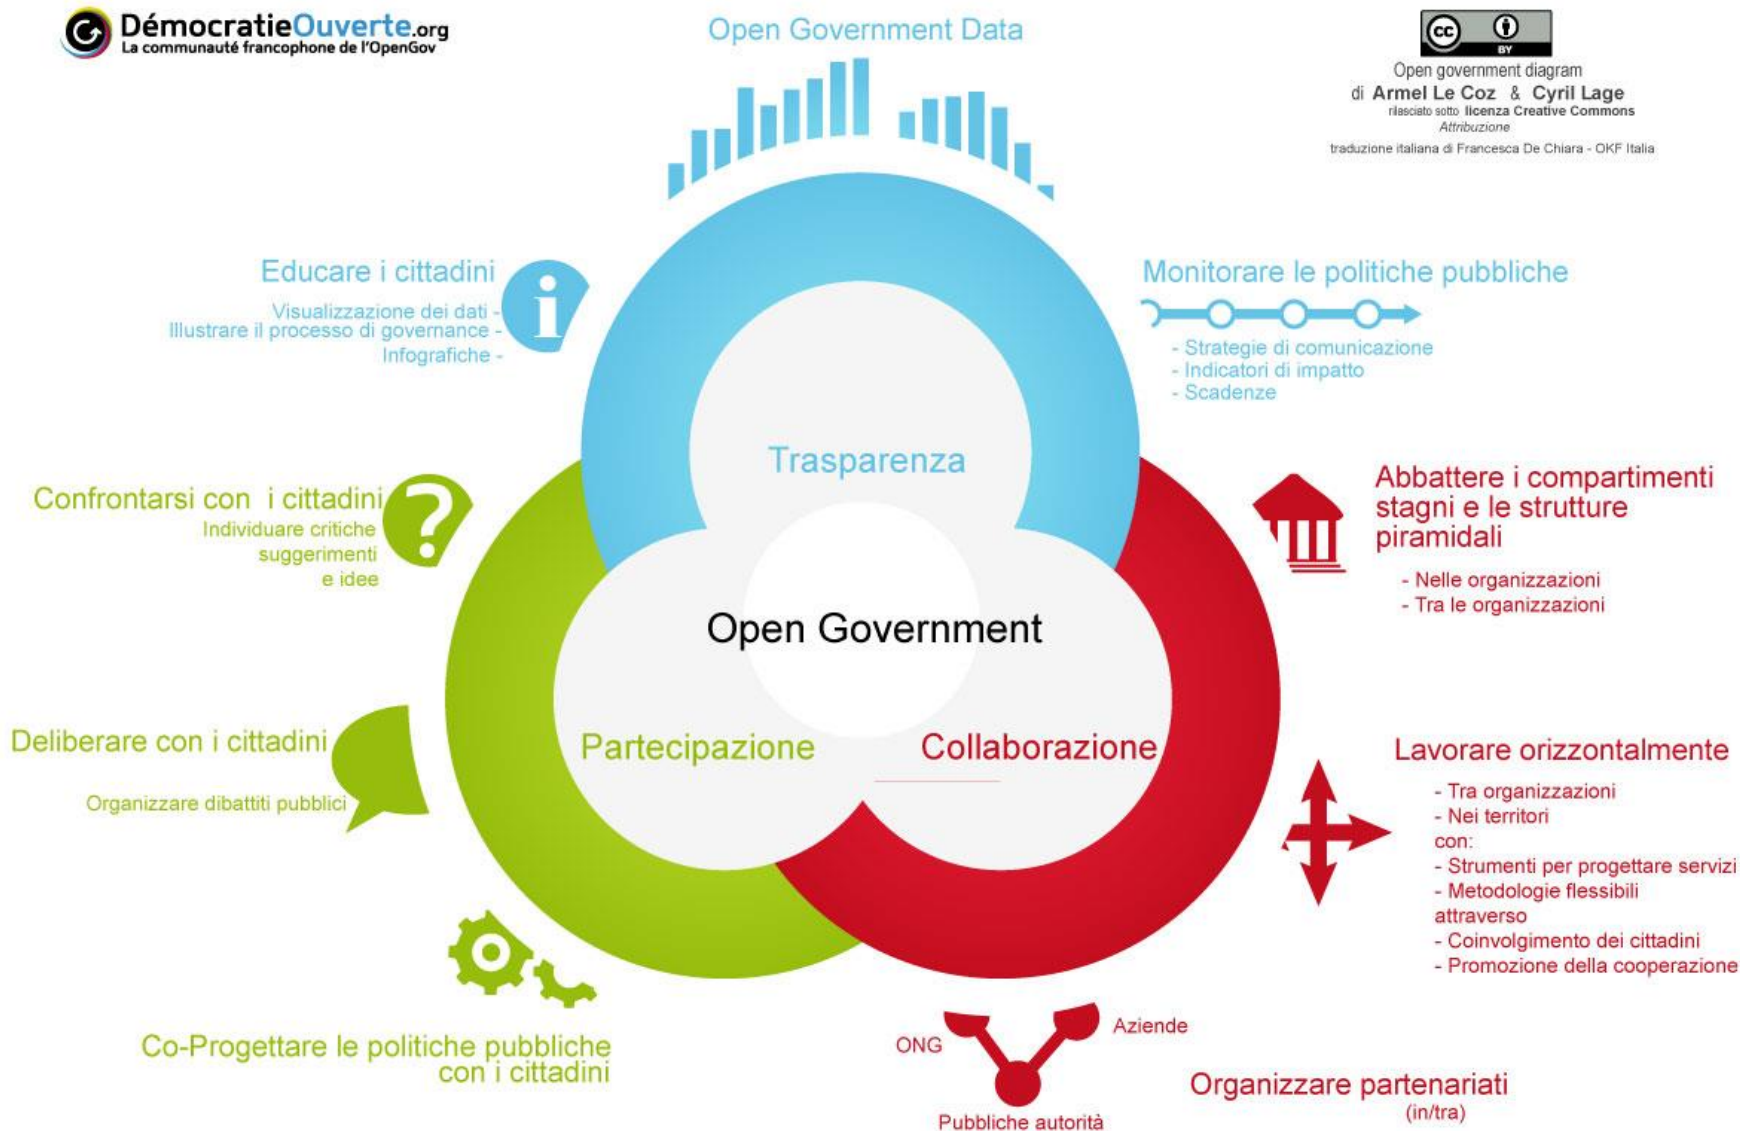 DémocratieOuverte.org
La communauté francophone de l'OpenGov
Open Government Data
CC
BY
Open government diagram
di Armel Le Coz & Cyril Lage
rilasciato sotto licenza Creative Commons
Attribuzione
traduzione italiana di Francesca De Chiara - OKF Italia
Educare i cittadini
Visualizzazione dei dati -
Illustrare il processo di governance -
Infografiche -
i
Monitorare le politiche pubbliche
- Strategie di comunicazione
- Indicatori di impatto
- Scadenze
Trasparenza
Confrontarsi con i cittadini
Individuare critiche
suggerimenti
e idee
?
Abbattere i compartimenti
stagni e le strutture
piramidali
- Nelle organizzazioni
- Tra le organizzazioni
Open Government
Partecipazione
Collaborazione
Deliberare con i cittadini
Organizzare dibattiti pubblici
Lavorare orizzontalmente
- Tra organizzazioni
- Nei territori
con:
- Strumenti per progettare servizi
- Metodologie flessibili
attraverso
- Coinvolgimento dei cittadini
- Promozione della cooperazione
Co-Progettare le politiche pubbliche
con i cittadini
ONG
Aziende
Pubbliche autorità
Organizzare partenariati
(in/tra)